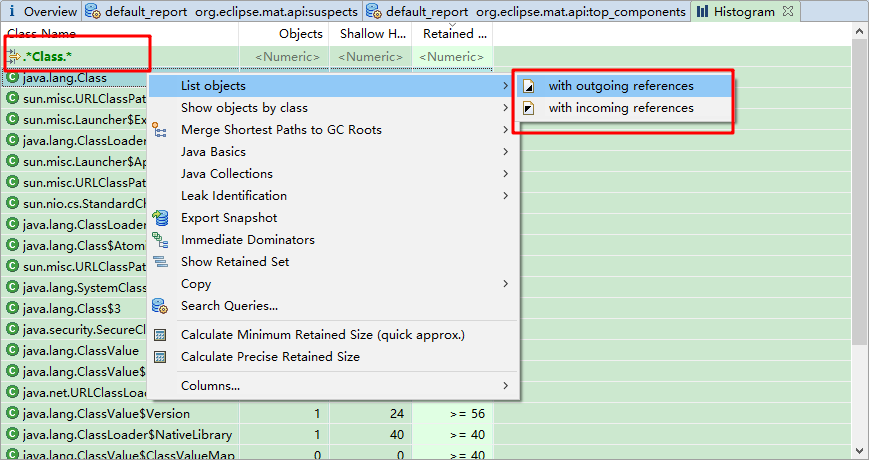 Overview default_report org.eclipse.mat.api:suspects default_report org.eclipse.mat.api:top_components Histogram
Class Name Objects Shallow H... Retained ...
.*Class.* <Numeric> <Numeric> <Numeric>
java.lang.Class
sun.misc.URLClassPat
sun.misc.Launcher$Ex
java.lang.ClassLoader
sun.misc.Launcher$Ap
sun.misc.URLClassPat
sun.nio.cs.StandardCh
java.lang.ClassLoader
java.lang.Class$Atom
sun.misc.URLClassPat
java.lang.SystemClass
java.lang.Class$3
java.security.SecureCl
java.lang.ClassValue
java.lang.ClassValue$
java.net.URLClassLoa
java.lang.ClassValue$Version 1 24 >= 56
java.lang.ClassLoader$NativeLibrary 1 40 >= 40
java.lang.ClassValue$ClassValueMap 0 0 >= 40
List objects
Show objects by class
Merge Shortest Paths to GC Roots
Java Basics
Java Collections
Leak Identification
Export Snapshot
Immediate Dominators
Show Retained Set
Copy
Search Queries...
Calculate Minimum Retained Size (quick approx.)
Calculate Precise Retained Size
Columns...
with outgoing references
with incoming references